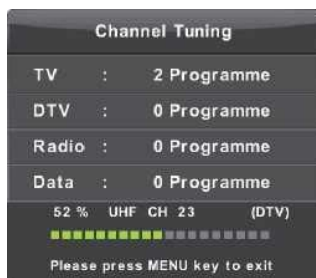 Channel Tuning
TV : 2 Programme
DTV : 0 Programme
Radio : 0 Programme
Data : 0 Programme
52 % UHF CH 23 (DTV)
Please press MENU key to exit